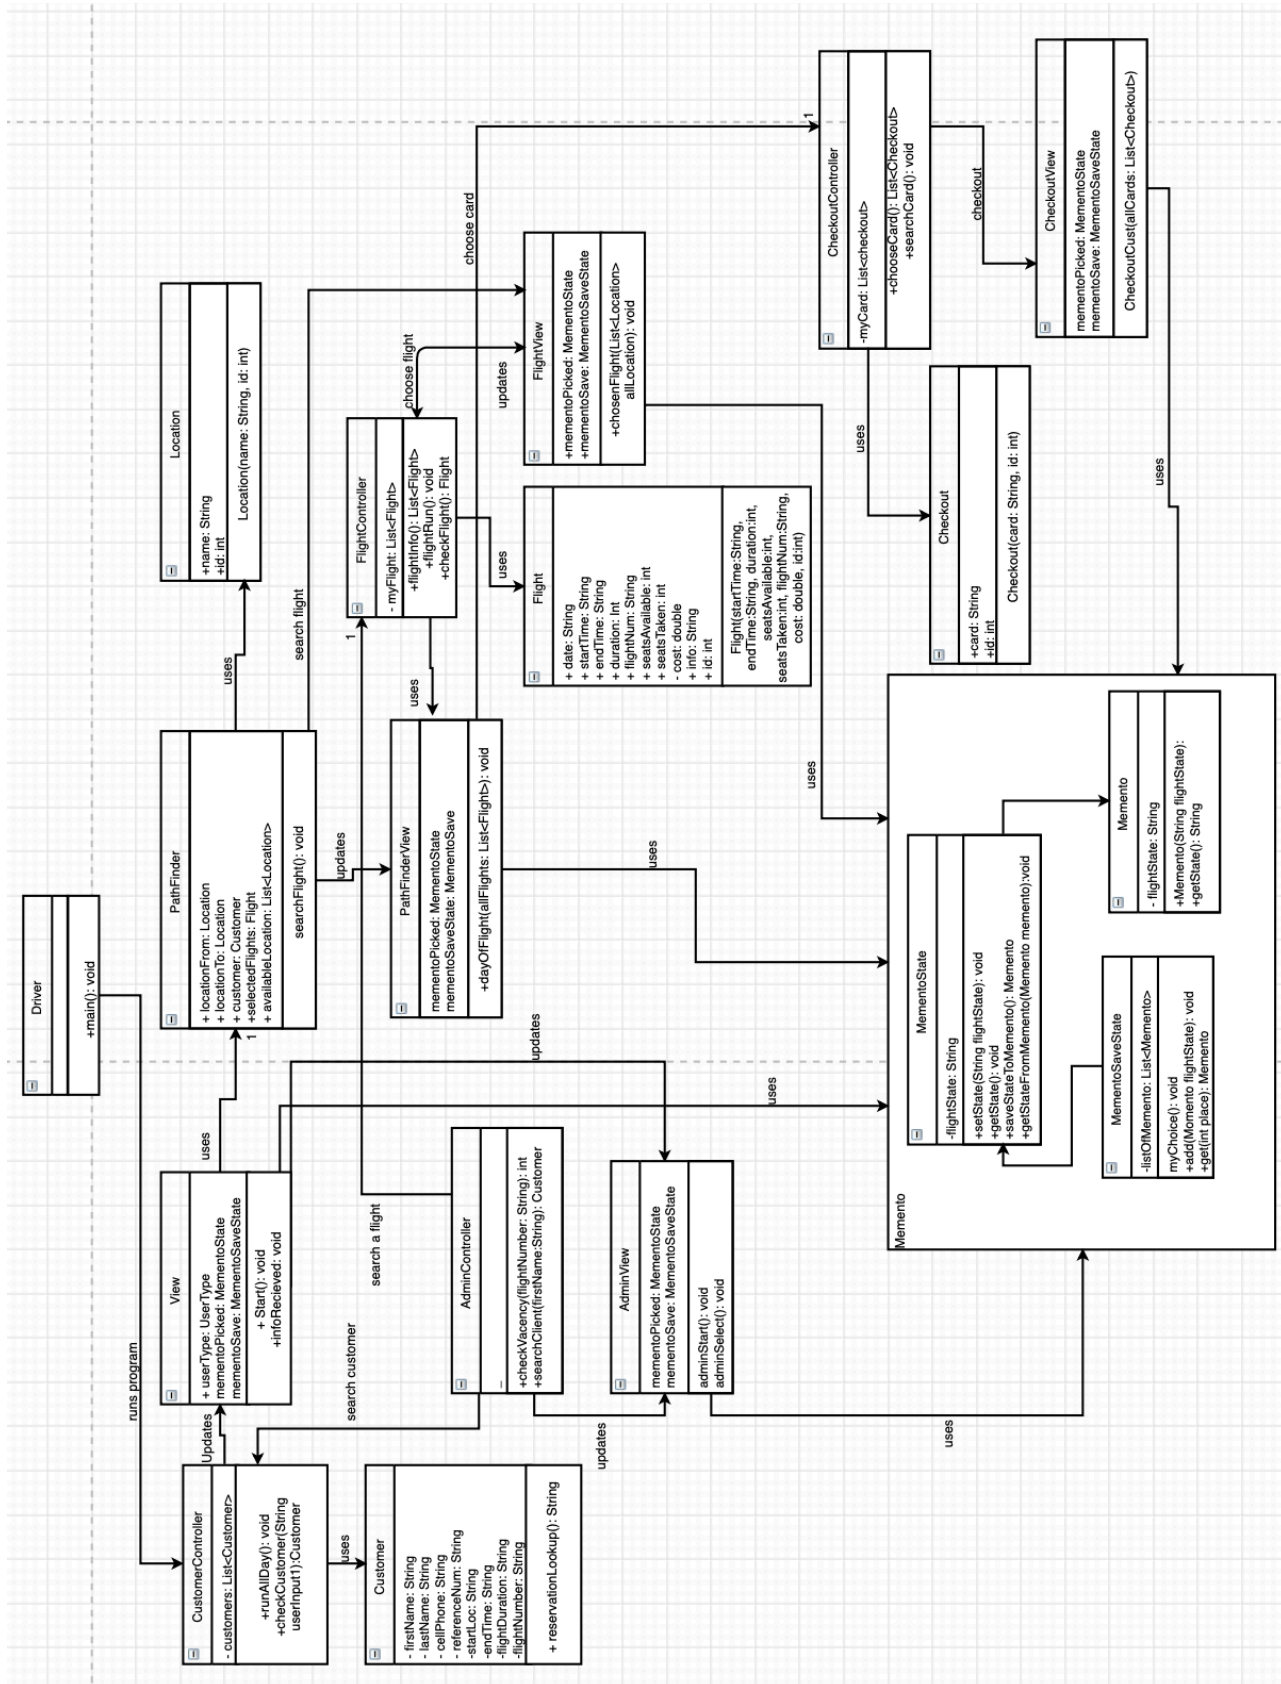 Driver
+main(): void
runs program
CustomerController
- customers: List<Customer>
+runAllDay(): void
+checkCustomer(String
userInput1):Customer
Updates
uses
Customer
- firstName: String
- lastName: String
- cellPhone: String
- referenceNum: String
-startLoc: String
-endTime: String
-flightDuration: String
-flightNumber: String
+ reservationLookup(): String
View
+ userType: UserType
mementoPicked: MementoState
mementoSave: MementoSaveState
+ Start(): void
+infoRecieved: void
uses
1
updates
uses
search customer
search a flight
1
AdminController
–
+checkVacency(flightNumber: String): int
+searchClient(firstName:String): Customer
updates
AdminView
mementoPicked: MementoState
mementoSave: MementoSaveState
adminStart(): void
adminSelect(): void
uses
PathFinder
+ locationFrom: Location
+ locationTo: Location
+ customer: Customer
+selectedFlights: Flight
+ availableLocation: List<Location>
searchFlight(): void
uses
search flight
updates
Location
+name: String
+id: int
Location(name: String, id: int)
PathFinderView
mementoPicked: MementoState
mementoSaveState: MementoSave
+dayOfFlight(allFlights: List<Flight>): void
uses
uses
choose card
1
FlightController
- myFlight: List<Flight>
+flightInfo(): List<Flight>
+flightRun(): void
+checkFlight(): Flight
choose flight
updates
uses
Flight
+ date: String
+ startTime: String
+ endTime: String
+ duration: Int
+ flightNum: String
+ seatsAvailable: int
+ seatsTaken: int
- cost: double
+ info: String
+ id: int
Flight(startTime:String,
endTime:String, duration:int,
seatsAvailable:int,
seatsTaken:int, flightNum:String,
cost: double, id:int)
FlightView
+mementoPicked: MementoState
+mementoSave: MementoSaveState
+chosenFlight(List<Location>
allLocation): void
uses
CheckoutController
-myCard: List<checkout>
+chooseCard(): List<Checkout>
+searchCard(): void
uses
checkout
Checkout
+card: String
+id: int
Checkout(card: String, id: int)
CheckoutView
mementoPicked: MementoState
mementoSave: MementoSaveState
CheckoutCust(allCards: List<Checkout>)
uses
Memento
MementoState
-flightState: String
+setState(String flightState): void
+getState(): void
+saveStateToMemento(): Memento
+getStateFromMemento(Memento memento):void
MementoSaveState
-listOfMemento: List<Memento>
myChoice(): void
+add(Momento flightState): void
+get(int place): Memento
Memento
- flightState: String
+Memento(String flightState):
+getState(): String